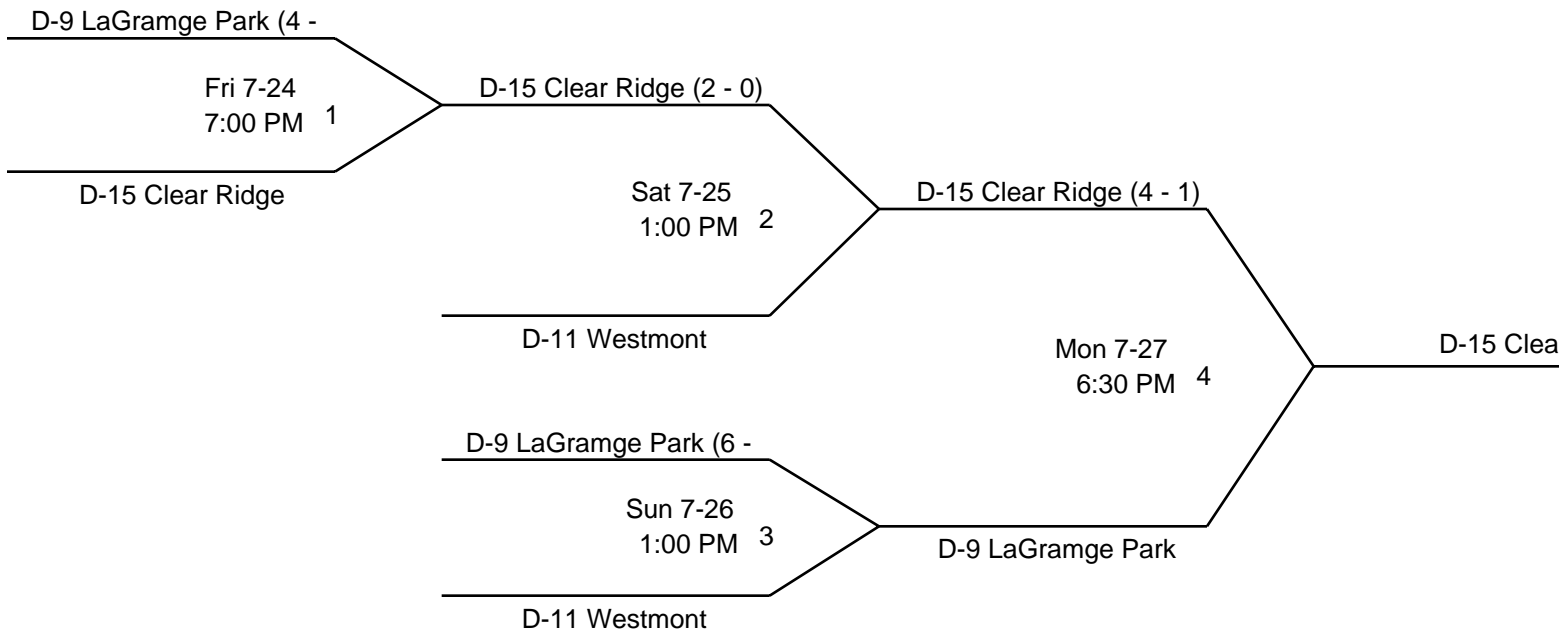 D-9 LaGramge Park (4 -
Fri 7-24
7:00 PM 1
D-15 Clear Ridge
D-15 Clear Ridge (2 - 0)
Sat 7-25
1:00 PM 2
D-11 Westmont
D-9 LaGramge Park (6 -
Sun 7-26
1:00 PM 3
D-11 Westmont
D-15 Clear Ridge (4 - 1)
Mon 7-27
6:30 PM 4
D-9 LaGramge Park
D-15 Clea